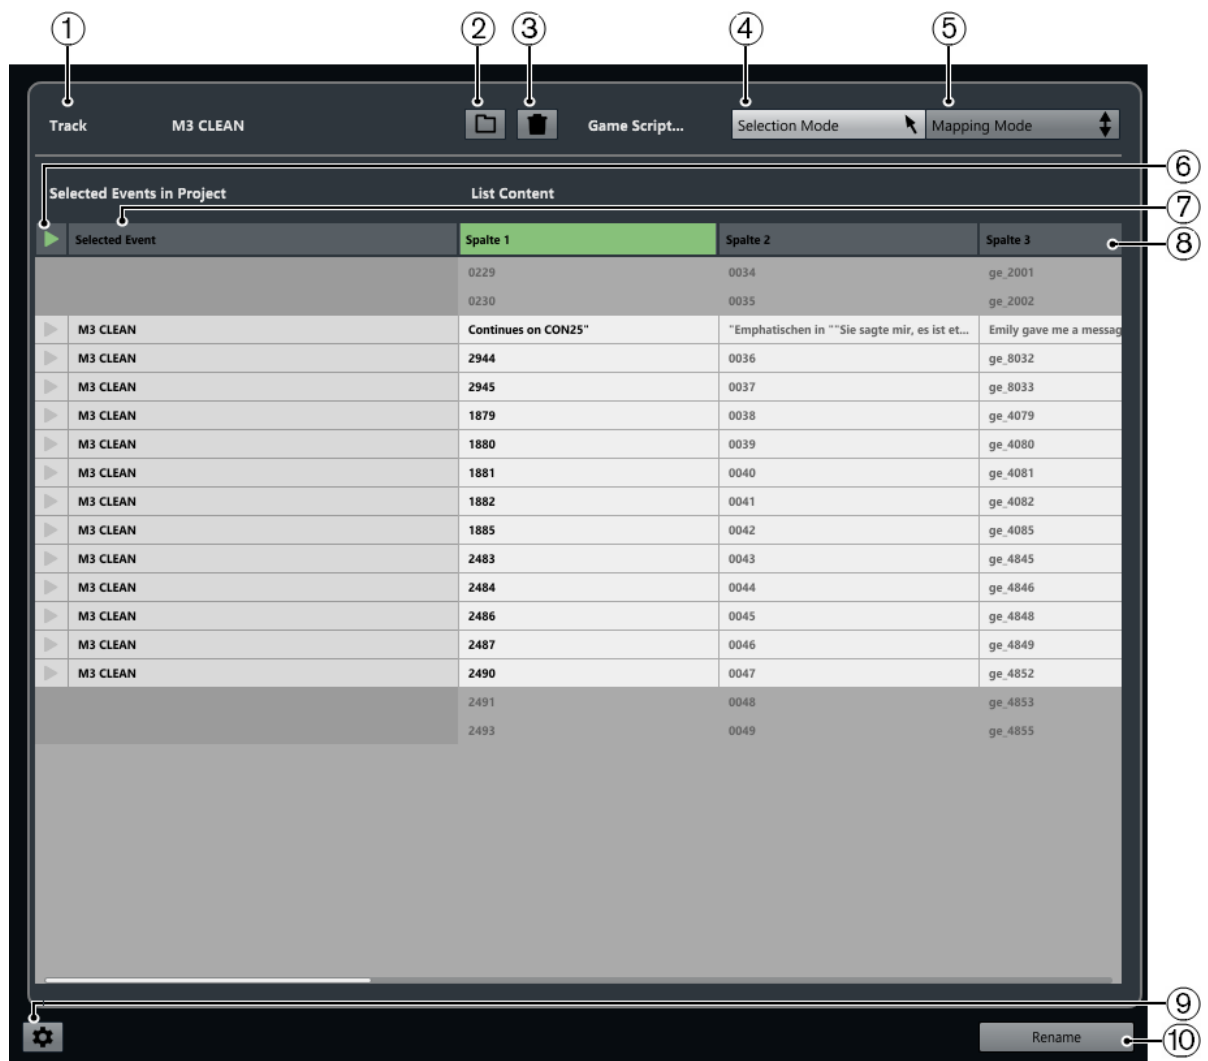 ① ② ③ ④ ⑤
Track M3 CLEAN Game Script... Selection Mode Mapping Mode
⑥
Selected Events in Project List Content
⑦
Selected Event Spalte 1 Spalte 2 Spalte 3 ⑧
0229 0034 ge_2001
0230 0035 ge_2002
M3 CLEAN Continues on CON25" "Emphatischen in ""Sie sagte mir, es ist et... Emily gave me a messag
M3 CLEAN 2944 0036 ge_8032
M3 CLEAN 2945 0037 ge_8033
M3 CLEAN 1879 0038 ge_4079
M3 CLEAN 1880 0039 ge_4080
M3 CLEAN 1881 0040 ge_4081
M3 CLEAN 1882 0041 ge_4082
M3 CLEAN 1885 0042 ge_4085
M3 CLEAN 2483 0043 ge_4845
M3 CLEAN 2484 0044 ge_4846
M3 CLEAN 2486 0045 ge_4848
M3 CLEAN 2487 0046 ge_4849
M3 CLEAN 2490 0047 ge_4852
2491 0048 ge_4853
2493 0049 ge_4855
⑨
Rename ⑩